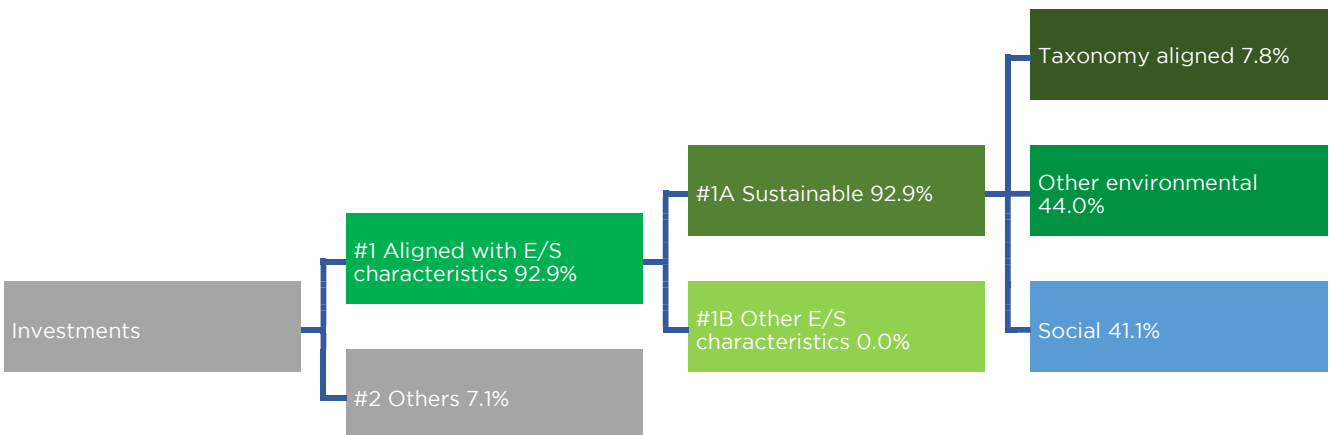 Investments
#1 Aligned with E/S
characteristics 92.9%
#2 Others 7.1%
#1A Sustainable 92.9%
#1B Other E/S
characteristics 0.0%
Taxonomy aligned 7.8%
Other environmental
44.0%
Social 41.1%